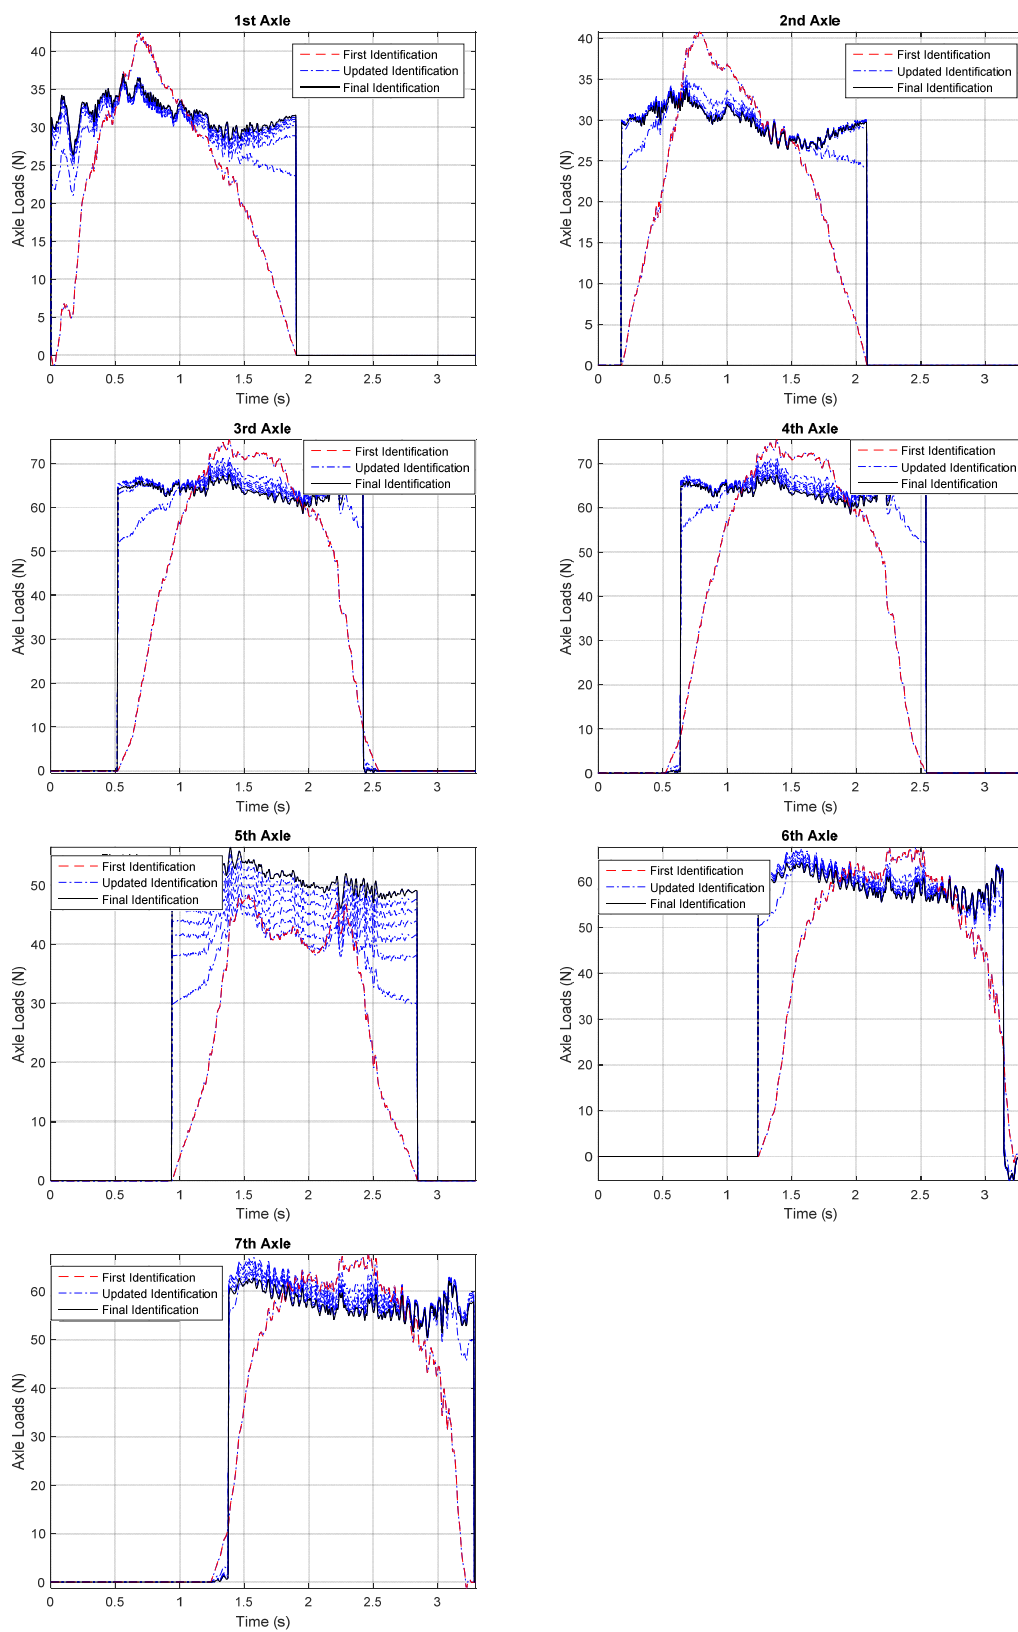 1st Axle
First Identification
Updated Identification
Final Identification
Axle Loads (N)
40
35
30
25
20
15
10
5
0
0 0.5 1 1.5 2 2.5 3
Time (s)
2nd Axle
First Identification
Updated Identification
Final Identification
Axle Loads (N)
40
35
30
25
20
15
10
5
0
0 0.5 1 1.5 2 2.5 3
Time (s)
3rd Axle
First Identification
Updated Identification
Final Identification
Axle Loads (N)
70
60
50
40
30
20
10
0
0 0.5 1 1.5 2 2.5 3
Time (s)
4th Axle
First Identification
Updated Identification
Final Identification
Axle Loads (N)
70
60
50
40
30
20
10
0
0 0.5 1 1.5 2 2.5 3
Time (s)
5th Axle
First Identification
Updated Identification
Final Identification
Axle Loads (N)
50
40
30
20
10
0
0 0.5 1 1.5 2 2.5 3
Time (s)
6th Axle
First Identification
Updated Identification
Final Identification
Axle Loads (N)
60
50
40
30
20
10
0
0 0.5 1 1.5 2 2.5 3
Time (s)
7th Axle
First Identification
Updated Identification
Final Identification
Axle Loads (N)
60
50
40
30
20
10
0
0 0.5 1 1.5 2 2.5 3
Time (s)